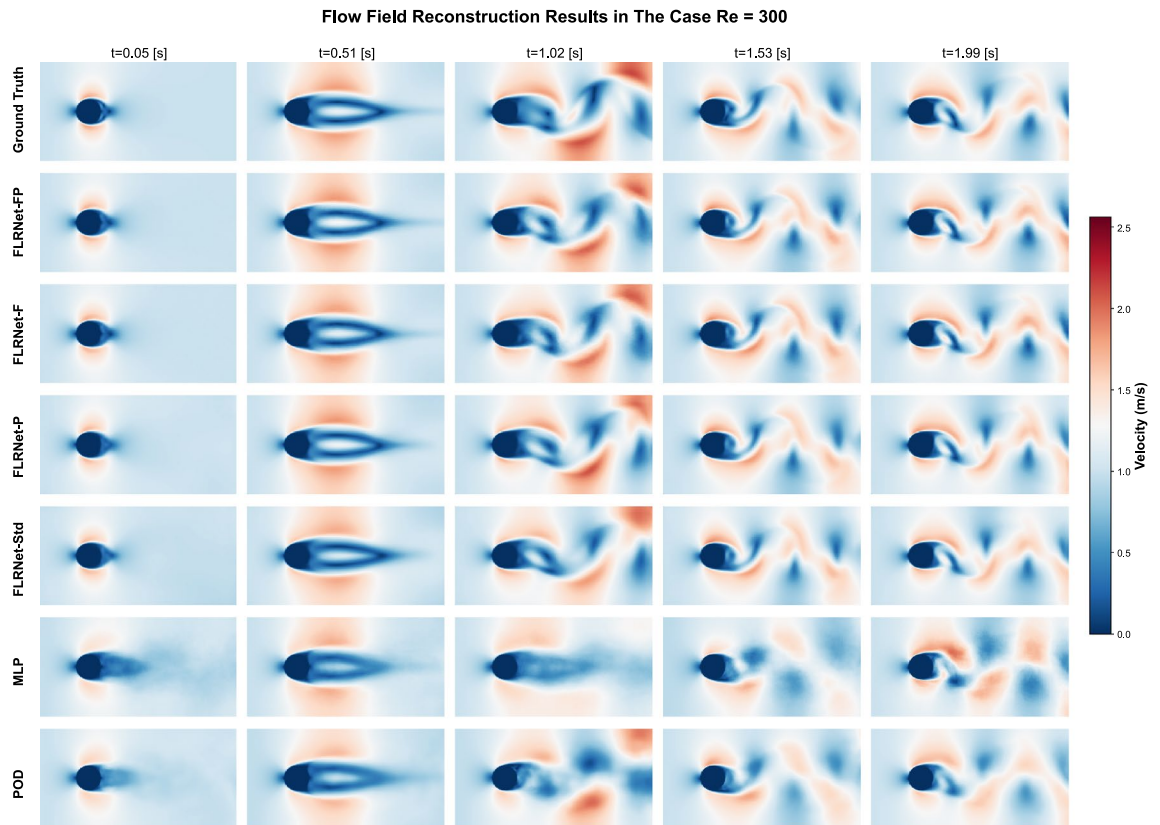 Flow Field Reconstruction Results in The Case Re = 300
t=0.05 [s]
t=0.51 [s]
t=1.02 [s]
t=1.53 [s]
t=1.99 [s]
Ground Truth
FLRNet-FP
FLRNet-F
FLRNet-P
FLRNet-Std
MLP
POD
2.5
2.0
1.5
1.0
0.5
0.0
Velocity (m/s)